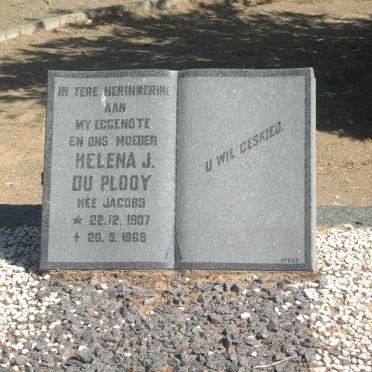 IN TERE HERINNERING
AAN
MY EGGENOTE
EN ONS MOEDER
HELENA J.
DU PLOOY
NÉE JACOBS
★ 22.12. 1907
✝ 20. 9. 1969
U WIL GESKIED.